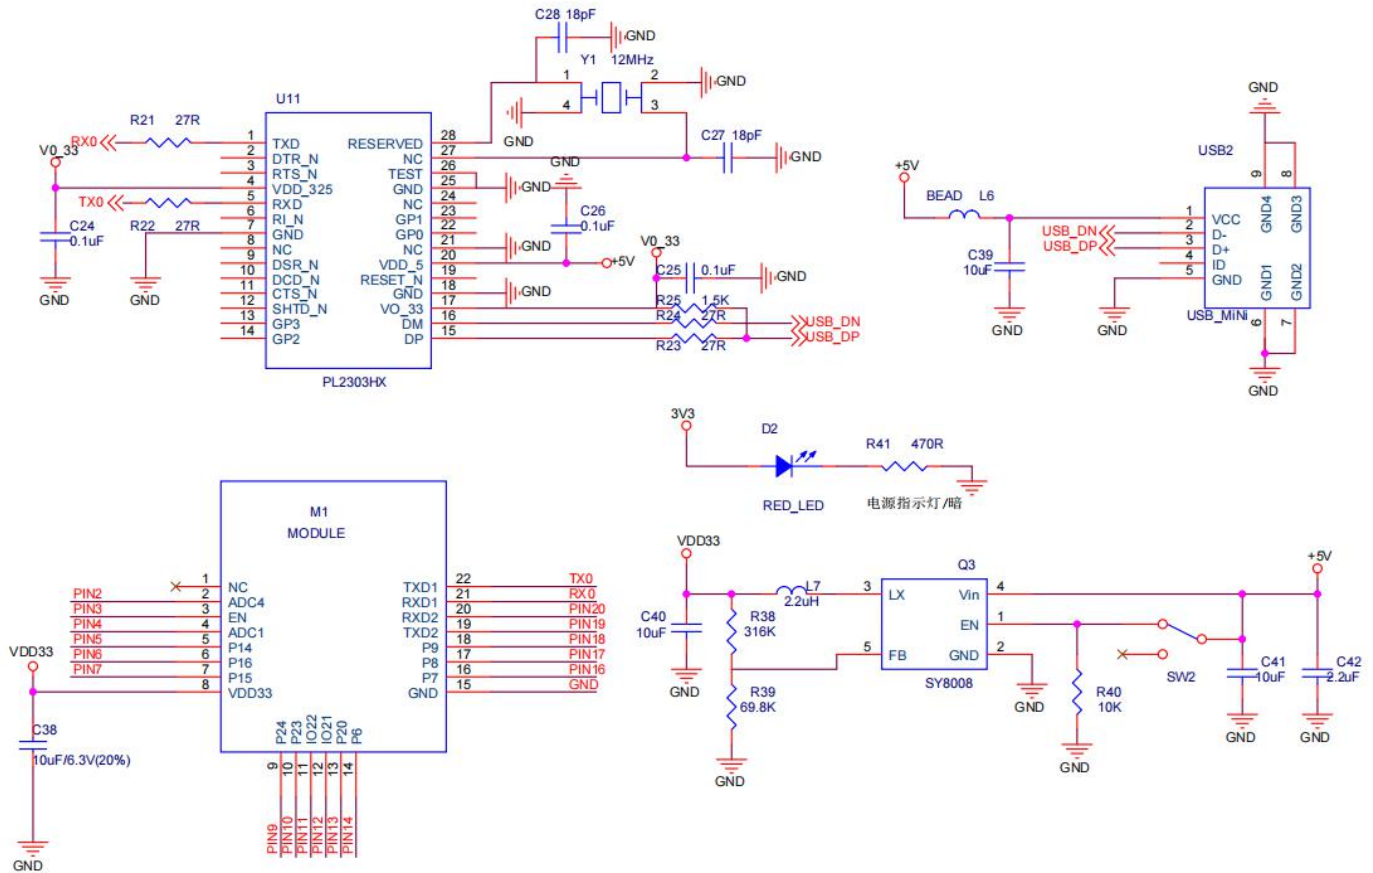 C28 18pF
GND
Y1 12MHz
1
2
GND
4
3
GND
C27 18pF
GND
U11
R21 27R
RX0
V0_33
TX0
R22 27R
C24
0.1uF
GND
GND
1 TXD
2 DTR_N
3 RTS_N
4 VDD_325
5 RXD
6 RI_N
7 GND
8 NC
9 DSR_N
10 DCD_N
11 CTS_N
12 SHTD_N
13 GP3
14 GP2
RESERVED 28
NC 27
TEST 26
GND 25
NC 24
GP1 23
GP0 22
NC 21
VDD_5 20
RESET_N 19
GND 18
VO_33 17
DM 16
DP 15
PL2303HX
GND
GND
GND
GND
C26
0.1uF
+5V
V0_33
C25 0.1uF
GND
R25 1.5K
R24 27R
R23 27R
USB_DN
USB_DP
GND
USB2
+5V
BEAD L6
9
8
GND4
GND3
1 VCC
2 D-
3 D+
4 ID
5 GND
USB_DN
USB_DP
C39
10uF
GND
GND
GND1
GND2
USB_MiNi
6
7
GND
3V3
D2
R41 470R
RED_LED
电源指示灯/暗
M1
MODULE
1 NC
PIN2 2 ADC4
PIN3 3 EN
PIN4 4 ADC1
PIN5 5 P14
PIN6 6 P16
PIN7 7 P15
8 VDD33
TXD1 22 TX0
RXD1 21 RX0
RXD2 20 PIN20
TXD2 19 PIN19
P9 18 PIN18
P8 17 PIN17
P7 16 PIN16
GND 15 GND
VDD33
C38
10uF/6.3V(20%)
GND
P24 9 PIN9
P23 10 PIN10
IO22 11 PIN11
IO21 12 PIN12
P20 13 PIN13
P6 14 PIN14
VDD33
L7
2.2uH
C40
10uF
GND
R38
316K
R39
69.8K
GND
Q3
3 LX
5 FB
Vin 4
EN 1
GND 2
SY8008
GND
R40
10K
GND
SW2
+5V
C41
10uF
GND
C42
2.2uF
GND